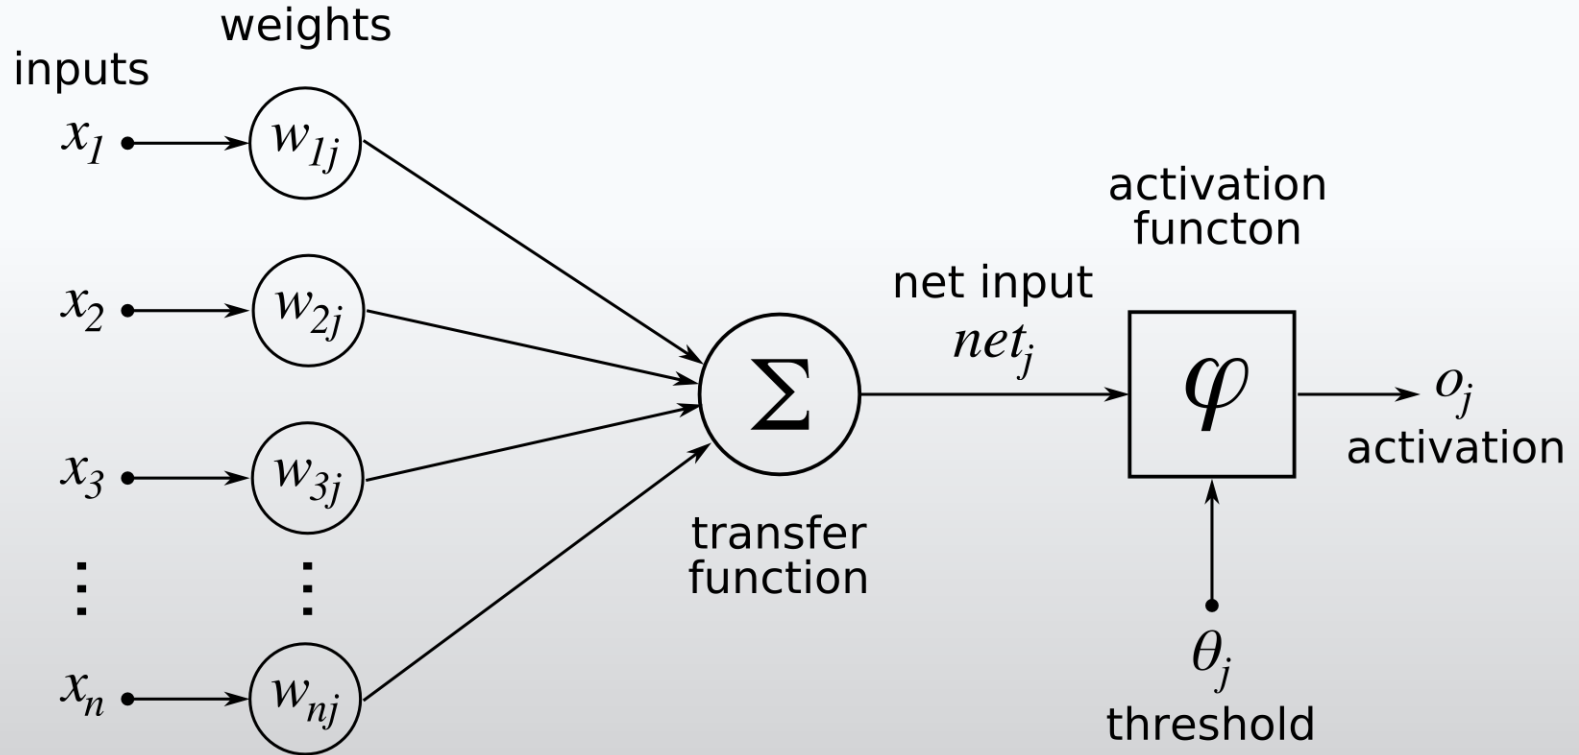 weights
inputs
x₁
w₁ⱼ
x₂
w₂ⱼ
x₃
w₃ⱼ
⋮ ⋮
xₙ
wₙⱼ
Σ
transfer
function
net input
netⱼ
activation
functon
φ
oⱼ
activation
θⱼ
threshold